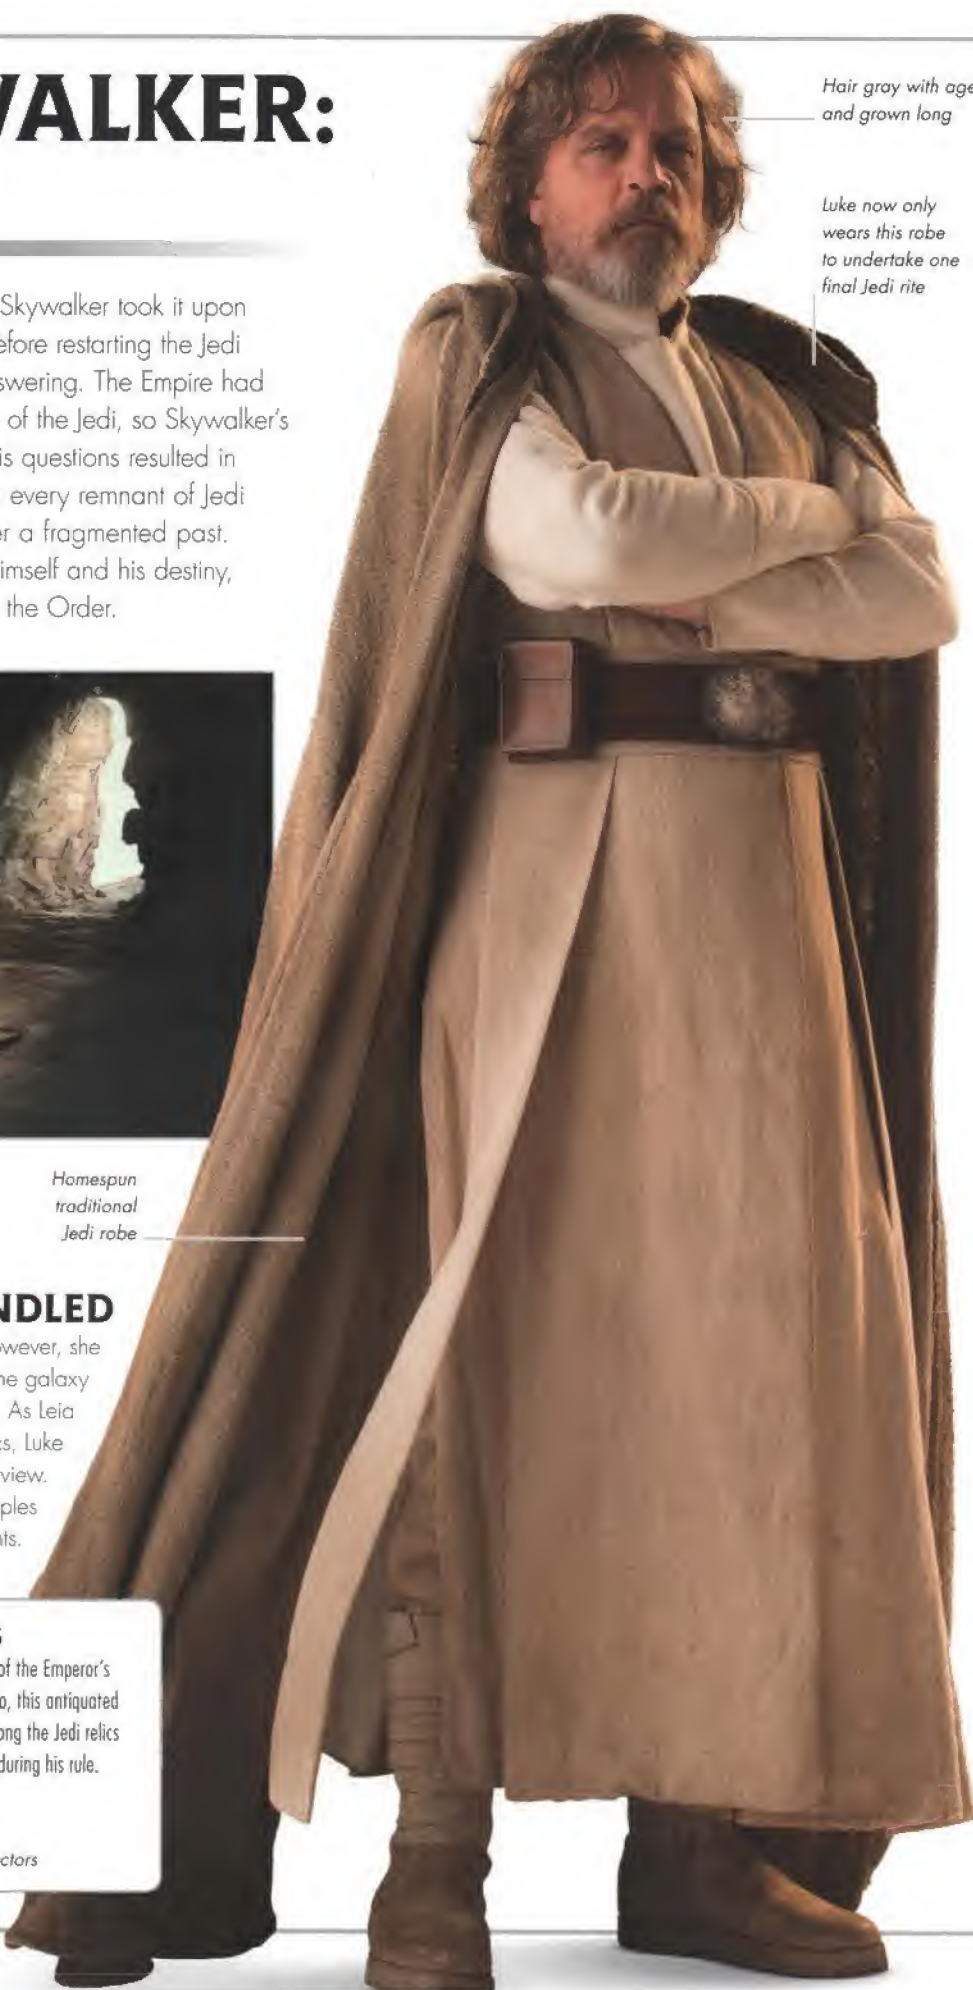 WALKER:
Skywalker took it upon
efore restarting the Jedi
swering. The Empire had
of the Jedi, so Skywalker's
is questions resulted in
every remnant of Jedi
er a fragmented past.
imself and his destiny,
the Order.
Hair gray with age
and grown long
Luke now only
wears this robe
to undertake one
final Jedi rite
Homespun
traditional
Jedi robe
NDLED
owever, she
he galaxy
As Leia
s, Luke
view.
ples
nts.
S
of the Emperor's
o, this antiquated
ong the Jedi relics
during his rule.
ctors